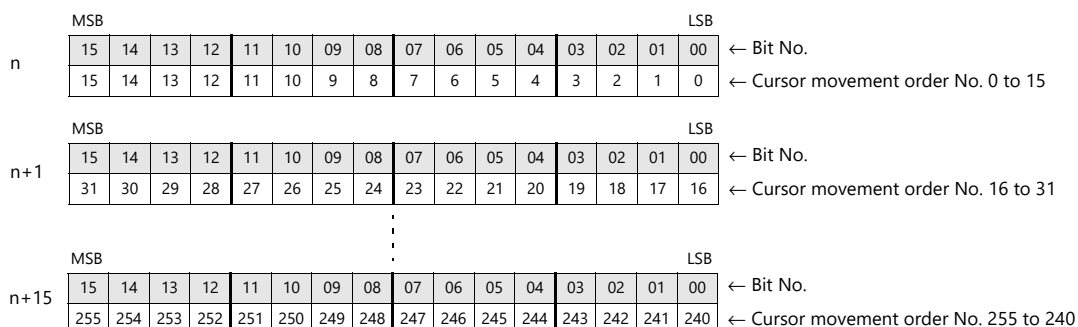 MSB LSB
15 14 13 12 11 10 09 08 07 06 05 04 03 02 01 00 ← Bit No.
n
15 14 13 12 11 10 9 8 7 6 5 4 3 2 1 0 ← Cursor movement order No. 0 to 15
MSB LSB
15 14 13 12 11 10 09 08 07 06 05 04 03 02 01 00 ← Bit No.
n+1
31 30 29 28 27 26 25 24 23 22 21 20 19 18 17 16 ← Cursor movement order No. 16 to 31
MSB LSB
15 14 13 12 11 10 09 08 07 06 05 04 03 02 01 00 ← Bit No.
n+15
255 254 253 252 251 250 249 248 247 246 245 244 243 242 241 240 ← Cursor movement order No. 255 to 240